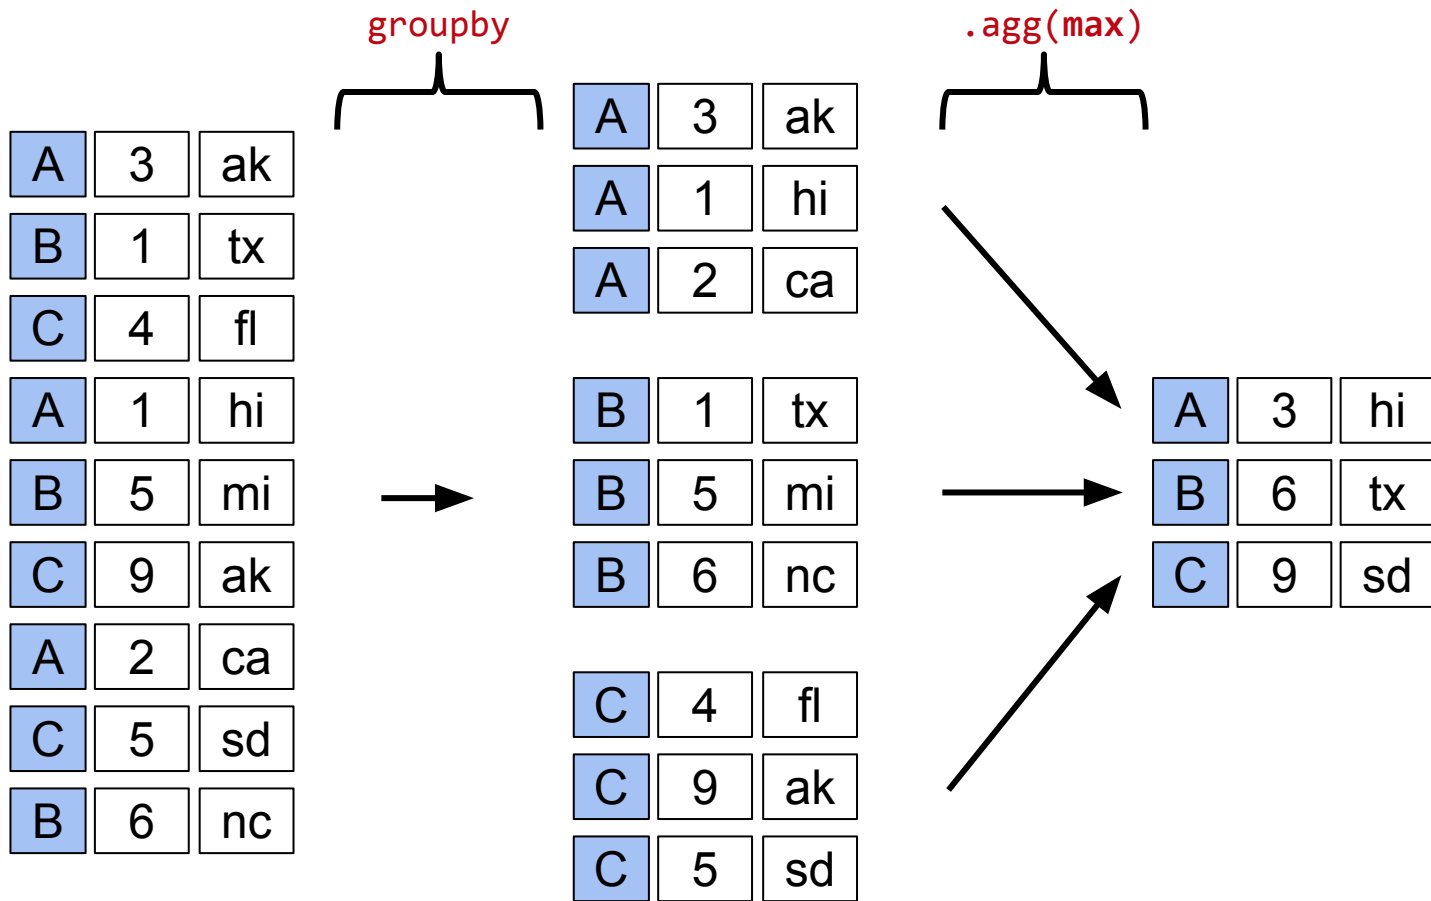 groupby
.agg(max)
A 3 ak
B 1 tx
C 4 fl
A 1 hi
B 5 mi
C 9 ak
A 2 ca
C 5 sd
B 6 nc
A 3 ak
A 1 hi
A 2 ca
B 1 tx
B 5 mi
B 6 nc
C 4 fl
C 9 ak
C 5 sd
A 3 hi
B 6 tx
C 9 sd